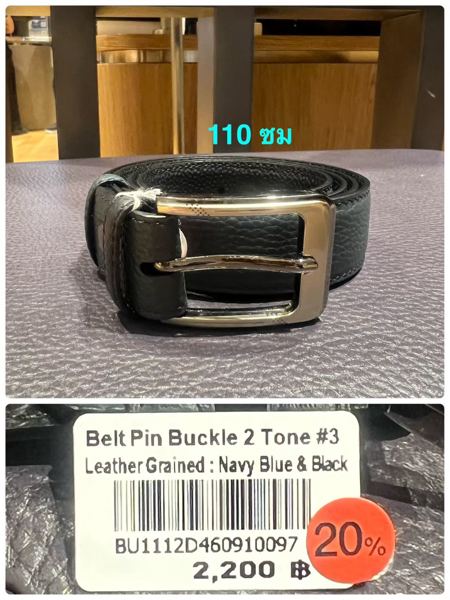 110 ซม
Belt Pin Buckle 2 Tone #3
Leather Grained : Navy Blue & Black
BU1112D460910097
20%
2,200 ฿